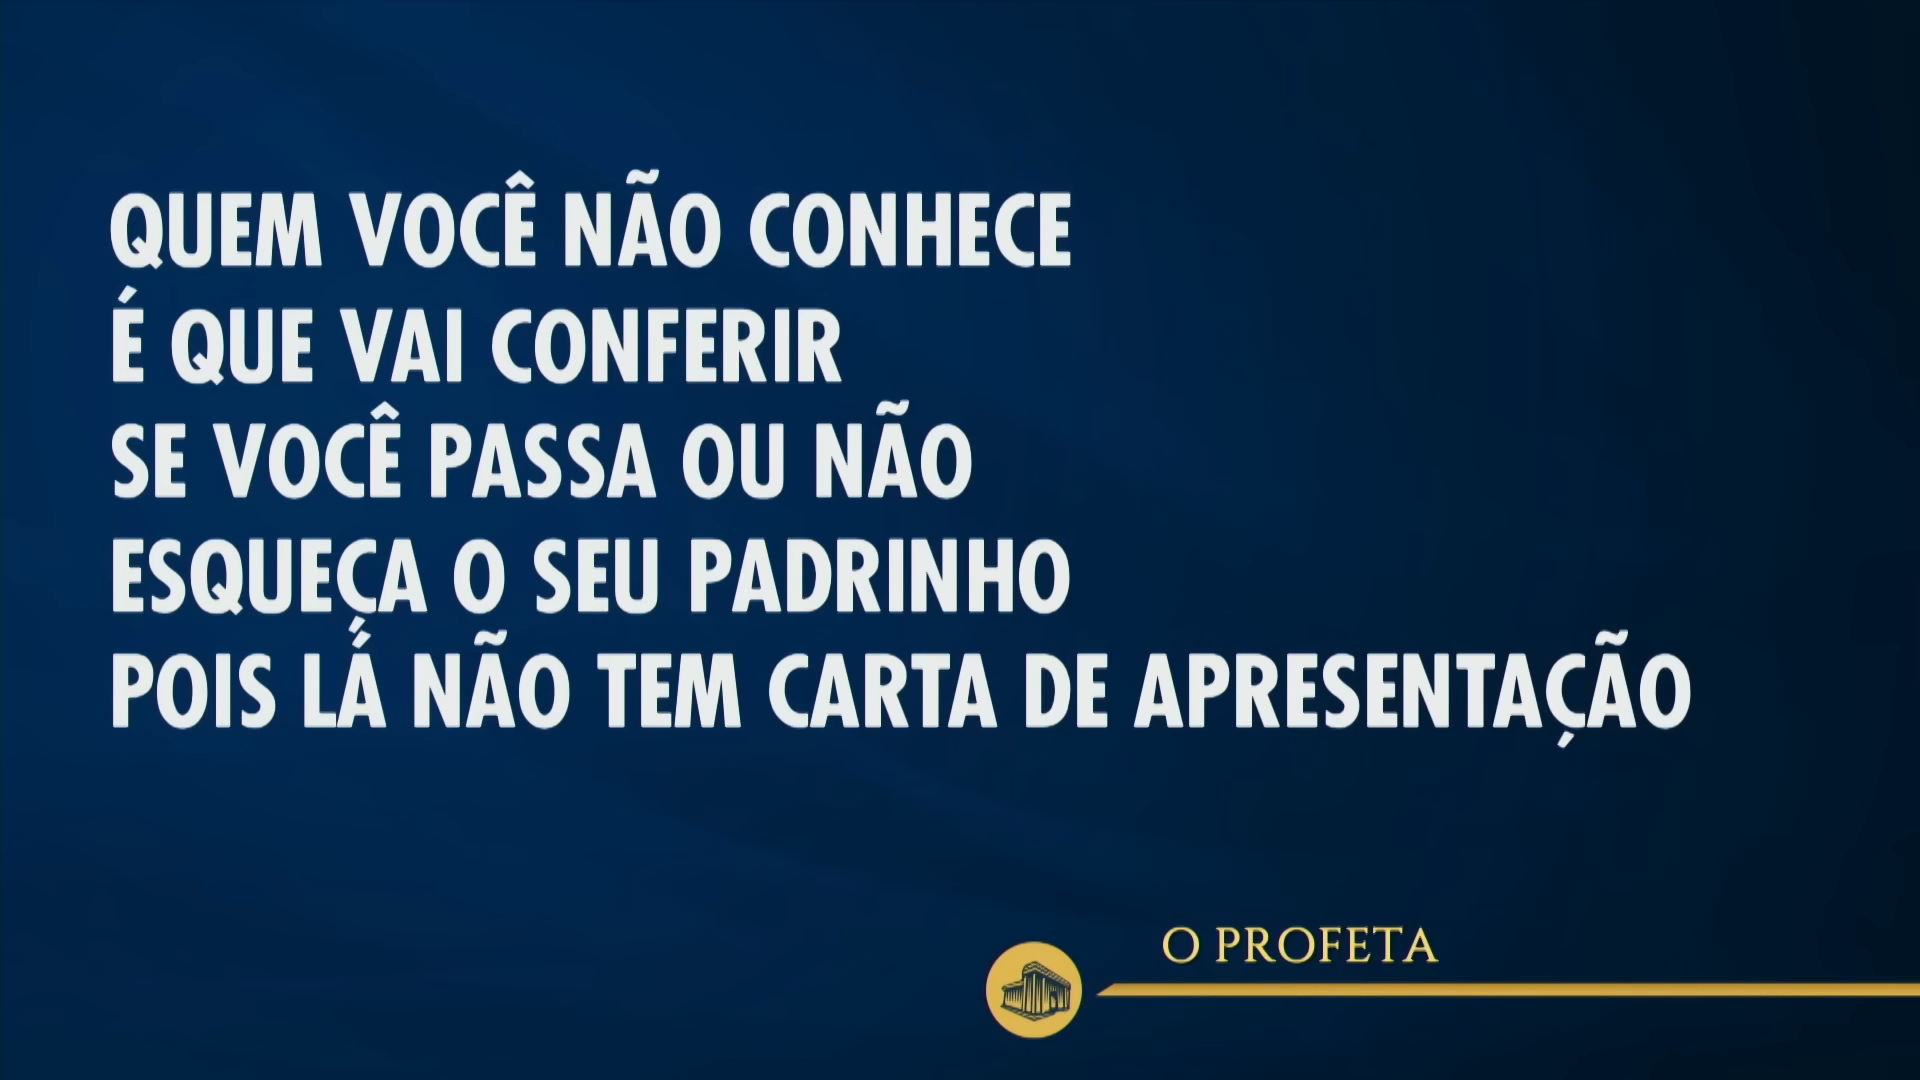 QUEM VOCÊ NÃO CONHECE
É QUE VAI CONFERIR
SE VOCÊ PASSA OU NÃO
ESQUEÇA O SEU PADRINHO
POIS LÁ NÃO TEM CARTA DE APRESENTAÇÃO
O PROFETA